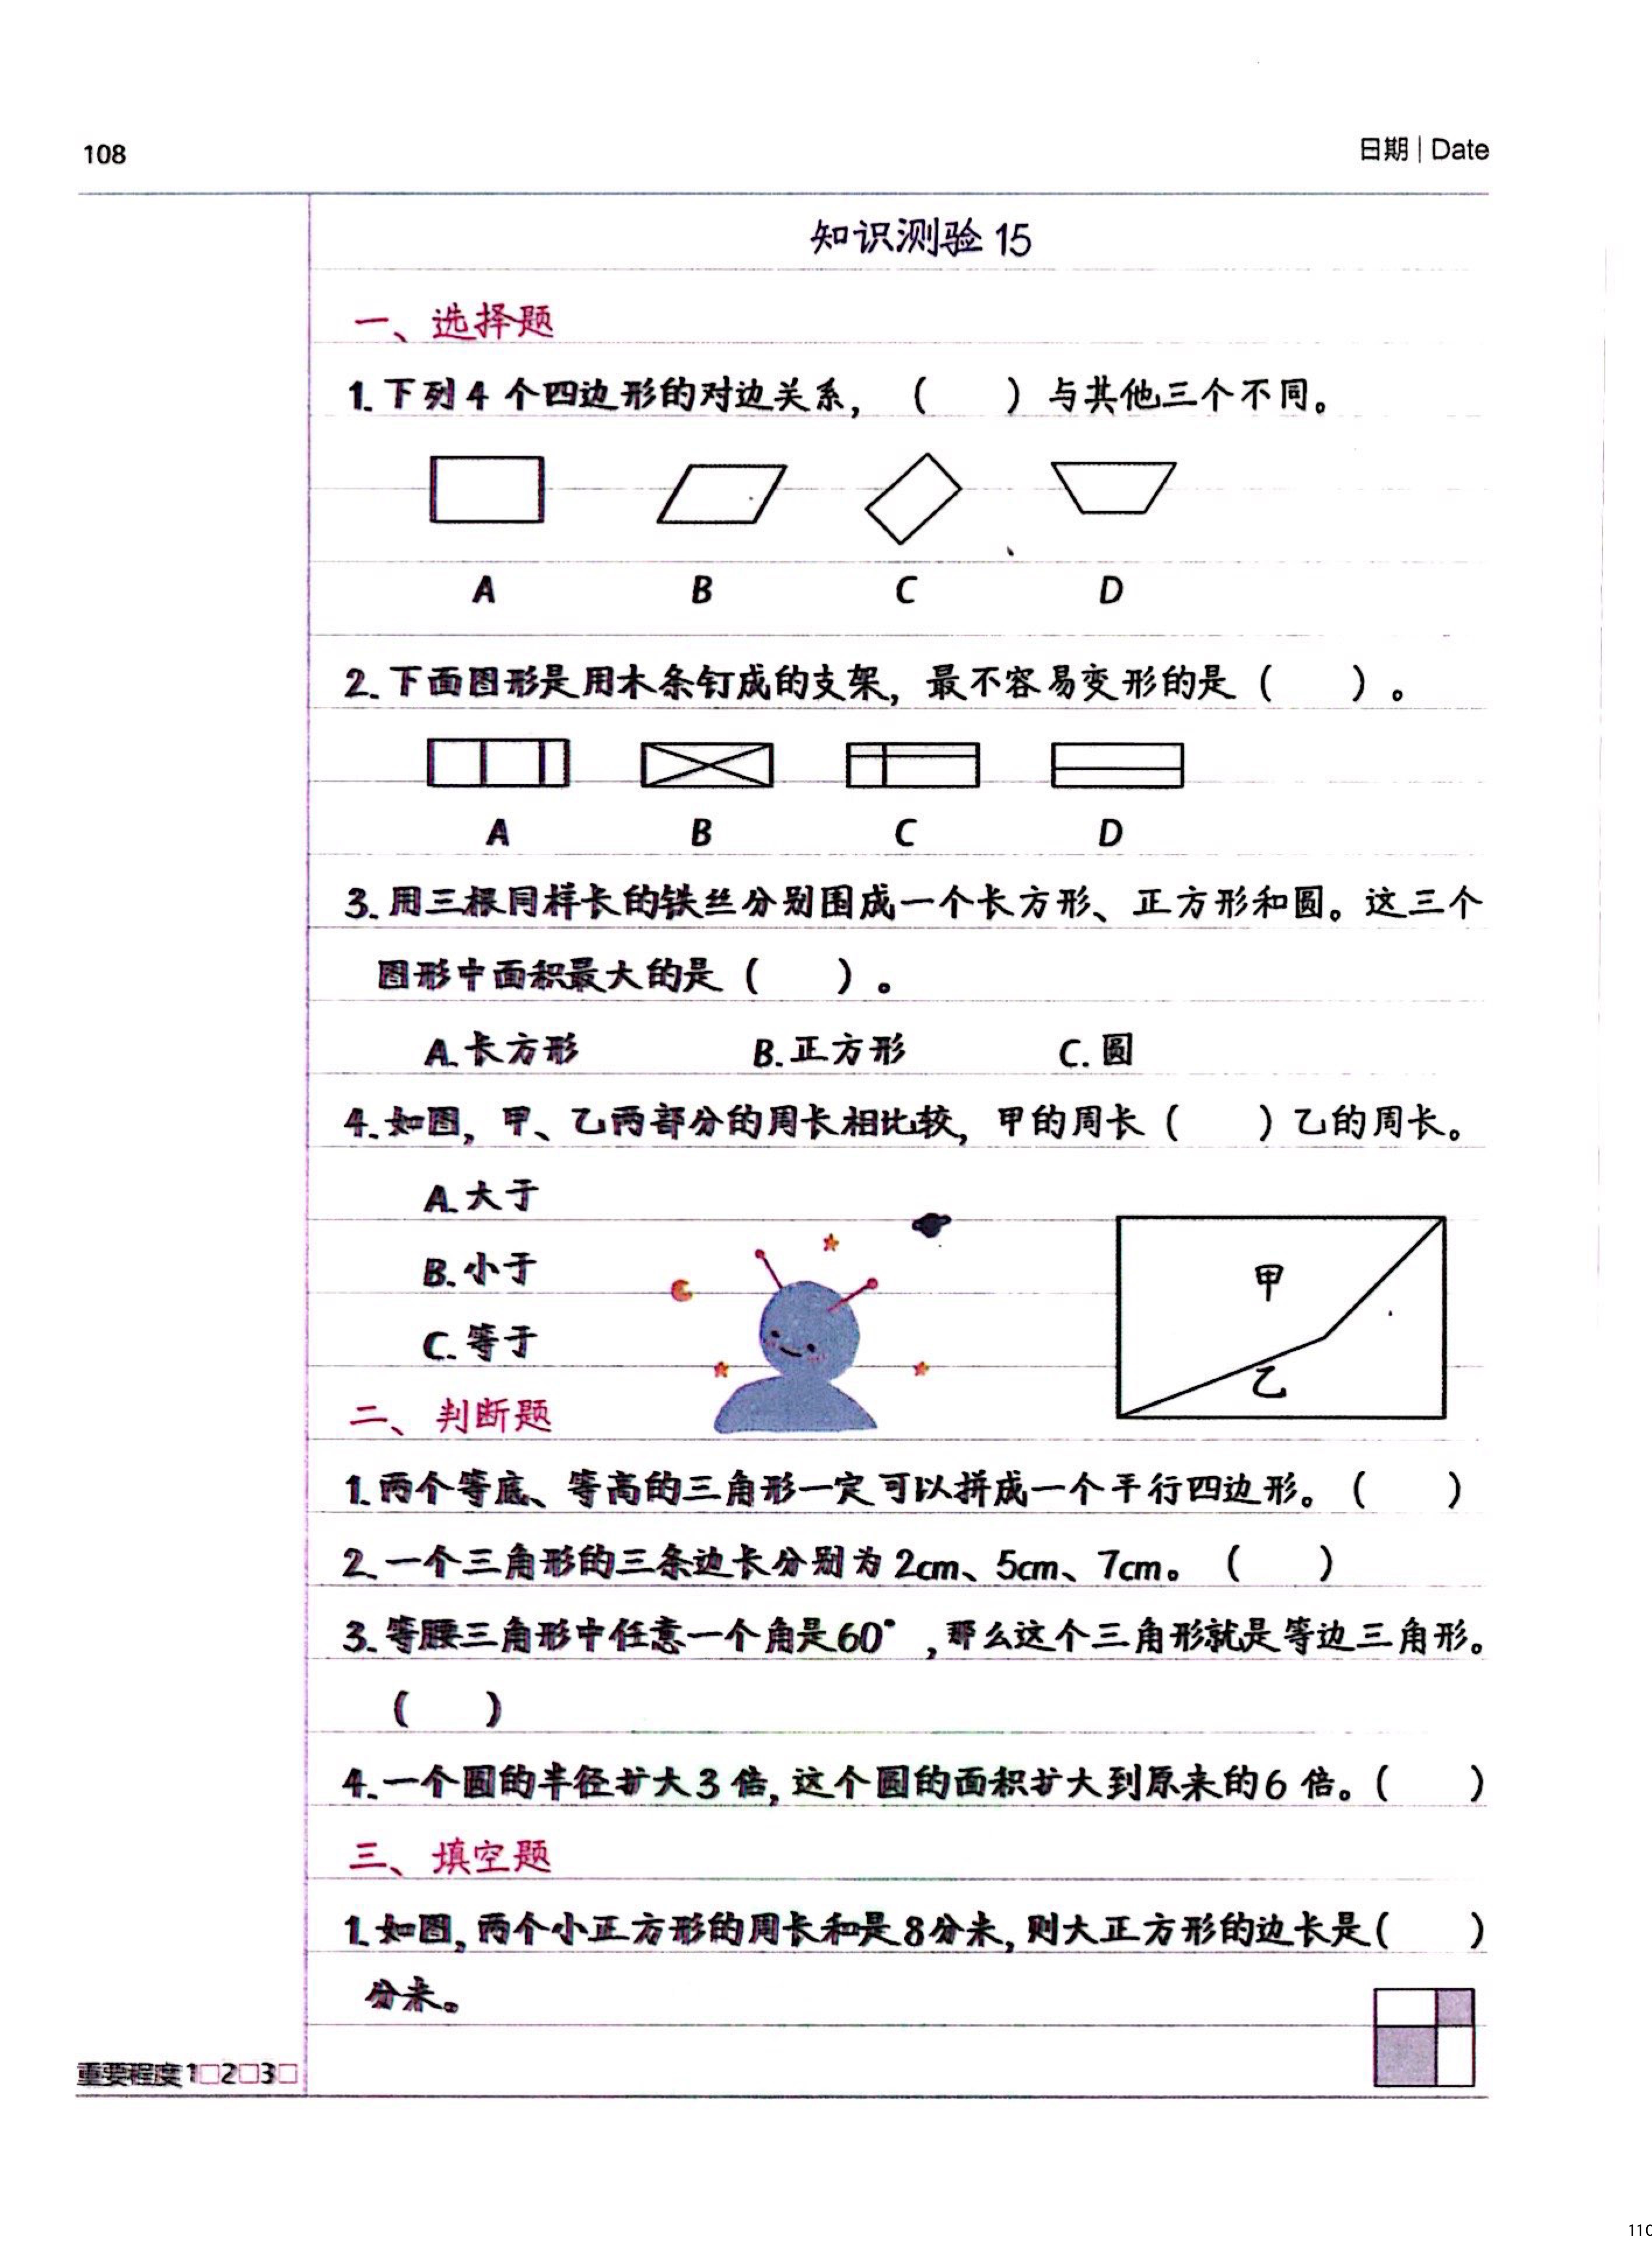 108
日期 | Date
知识测验 15
一、选择题
1. 下列 4 个四边形的对边关系，（　　）与其他三个不同。
A B C D
2. 下面图形是用木条钉成的支架，最不容易变形的是（　　）。
A B C D
3. 用三根同样长的铁丝分别围成一个长方形、正方形和圆。这三个
图形中面积最大的是（　　）。
A. 长方形 B. 正方形 C. 圆
4. 如图，甲、乙两部分的周长相比较，甲的周长（　　）乙的周长。
A. 大于
B. 小于
C. 等于
甲
乙
二、判断题
1. 两个等底、等高的三角形一定可以拼成一个平行四边形。（　　）
2. 一个三角形的三条边长分别为 2cm、5cm、7cm。（　　）
3. 等腰三角形中任意一个角是60°，那么这个三角形就是等边三角形。
（　　）
4. 一个圆的半径扩大 3 倍，这个圆的面积扩大到原来的 6 倍。（　　）
三、填空题
1. 如图，两个小正方形的周长和是8分米，则大正方形的边长是（　　）
分米。
重要程度 1□2□3□
110